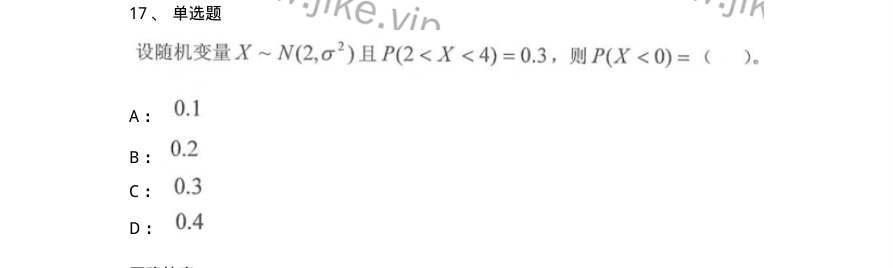 17、 单选题
设随机变量 X ~ N(2,σ²)且 P(2 < X < 4) = 0.3，则 P(X < 0) = （ ）。
A： 0.1
B： 0.2
C： 0.3
D： 0.4